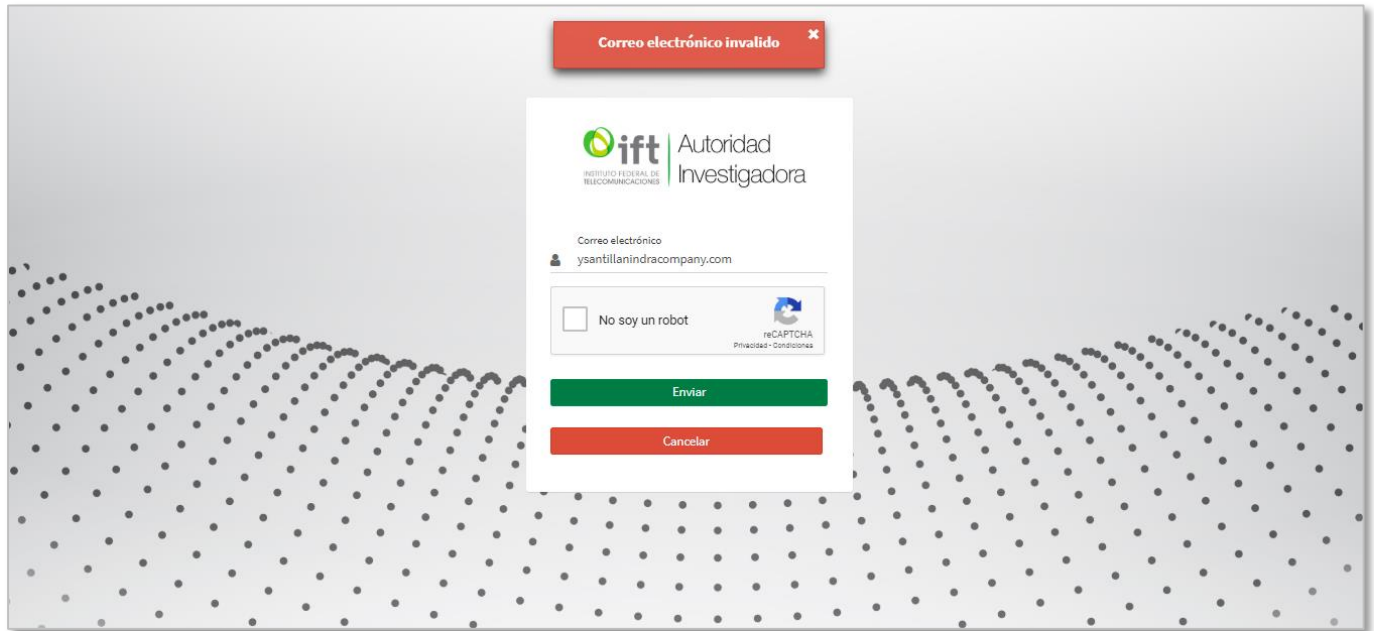 Correo electrónico invalido
ift
INSTITUTO FEDERAL DE
TELECOMUNICACIONES
Autoridad
Investigadora
Correo electrónico
ysantillanindracompany.com
No soy un robot
reCAPTCHA
Privacidad - Condiciones
Enviar
Cancelar